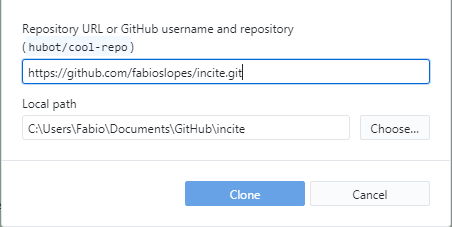 Repository URL or GitHub username and repository
(hubot/cool-repo)
https://github.com/fabioslopes/incite.git
Local path
C:\Users\Fabio\Documents\GitHub\incite
Choose...
Clone
Cancel